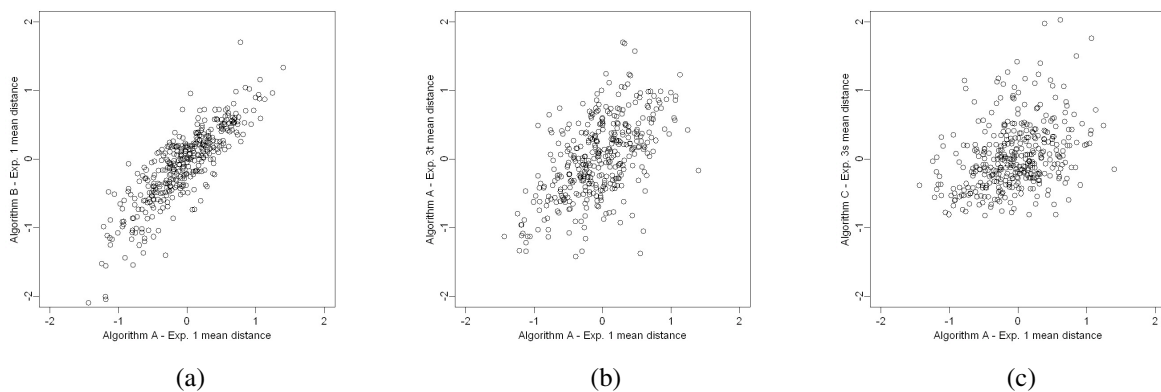 2
1
0
-1
-2
Algorithm B - Exp. 1 mean distance
-2 -1 0 1 2
Algorithm A - Exp. 1 mean distance
(a)
2
1
0
-1
-2
Algorithm A - Exp. 3t mean distance
-2 -1 0 1 2
Algorithm A - Exp. 1 mean distance
(b)
2
1
0
-1
-2
Algorithm C - Exp. 3s mean distance
-2 -1 0 1 2
Algorithm A - Exp. 1 mean distance
(c)